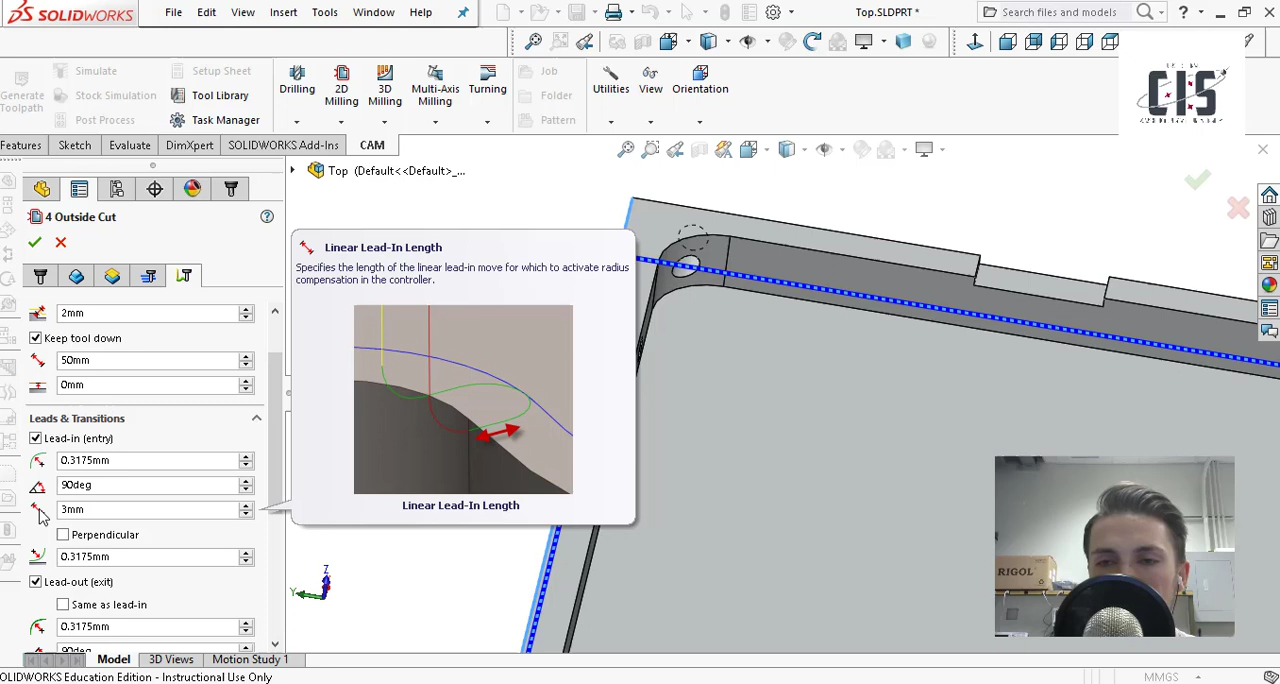 SOLIDWORKS File Edit View Insert Tools Window Help Top.SLDPRT * Search files and models ?
Generate Toolpath
Simulate
Stock Simulation
Post Process
Setup Sheet
Tool Library
Task Manager
Drilling
2D Milling
3D Milling
Multi-Axis Milling
Turning
Job
Folder
Pattern
Utilities
View
Orientation
CIS
Features Sketch Evaluate DimXpert SOLIDWORKS Add-Ins CAM
Top (Default<<Default>_...
4 Outside Cut
2mm
Keep tool down
50mm
0mm
Leads & Transitions
Lead-in (entry)
0.3175mm
90deg
3mm
Perpendicular
0.3175mm
Lead-out (exit)
Same as lead-in
0.3175mm
90deg
Linear Lead-In Length
Specifies the length of the linear lead-in move for which to activate radius
compensation in the controller.
Linear Lead-In Length
Z
Y
RIGOL
Model 3D Views Motion Study 1
SOLIDWORKS Education Edition - Instructional Use Only
MMGS